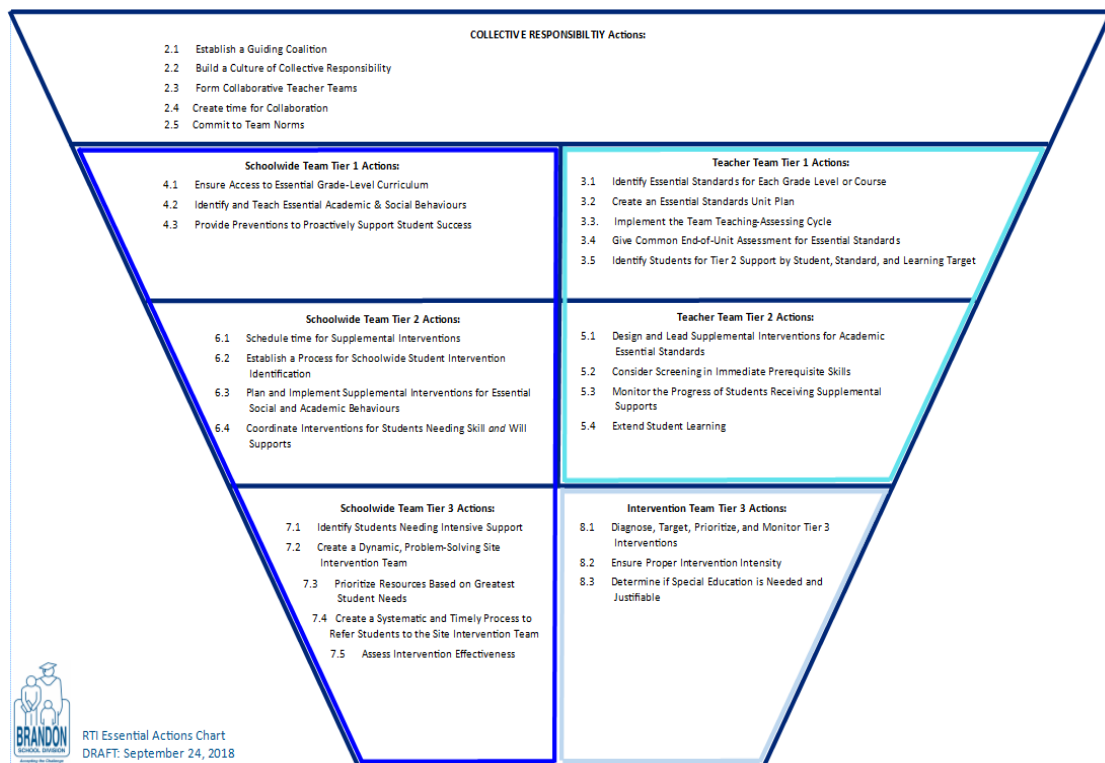 COLLECTIVE RESPONSIBILTIY Actions:
2.1 Establish a Guiding Coalition
2.2 Build a Culture of Collective Responsibility
2.3 Form Collaborative Teacher Teams
2.4 Create time for Collaboration
2.5 Commit to Team Norms
Schoolwide Team Tier 1 Actions:
4.1 Ensure Access to Essential Grade-Level Curriculum
4.2 Identify and Teach Essential Academic & Social Behaviours
4.3 Provide Preventions to Proactively Support Student Success
Teacher Team Tier 1 Actions:
3.1 Identify Essential Standards for Each Grade Level or Course
3.2 Create an Essential Standards Unit Plan
3.3. Implement the Team Teaching-Assessing Cycle
3.4 Give Common End-of-Unit Assessment for Essential Standards
3.5 Identify Students for Tier 2 Support by Student, Standard, and Learning Target
Schoolwide Team Tier 2 Actions:
6.1 Schedule time for Supplemental Interventions
6.2 Establish a Process for Schoolwide Student Intervention
Identification
6.3 Plan and Implement Supplemental Interventions for Essential
Social and Academic Behaviours
6.4 Coordinate Interventions for Students Needing Skill and Will
Supports
Teacher Team Tier 2 Actions:
5.1 Design and Lead Supplemental Interventions for Academic
Essential Standards
5.2 Consider Screening in Immediate Prerequisite Skills
5.3 Monitor the Progress of Students Receiving Supplemental
Supports
5.4 Extend Student Learning
Schoolwide Team Tier 3 Actions:
7.1 Identify Students Needing Intensive Support
7.2 Create a Dynamic, Problem-Solving Site
Intervention Team
7.3 Prioritize Resources Based on Greatest
Student Needs
7.4 Create a Systematic and Timely Process to
Refer Students to the Site Intervention Team
7.5 Assess Intervention Effectiveness
Intervention Team Tier 3 Actions:
8.1 Diagnose, Target, Prioritize, and Monitor Tier 3
Interventions
8.2 Ensure Proper Intervention Intensity
8.3 Determine if Special Education is Needed and
Justifiable
BRANDON
SCHOOL DIVISION
Accepting the Challenge
RTI Essential Actions Chart
DRAFT: September 24, 2018